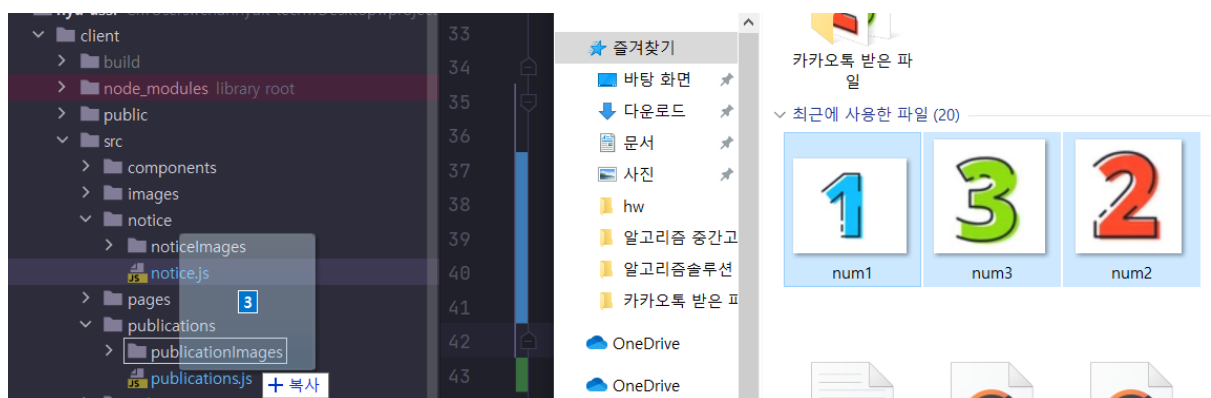 client
build
node_modules library root
public
src
components
images
notice
noticeImages
notice.js
pages
3
publications
publicationImages
publications.js
+ 복사
33
34
35
36
37
38
39
40
41
42
43
즐겨찾기
바탕 화면
다운로드
문서
사진
hw
알고리즘 중간고
알고리즘솔루션
카카오톡 받은 파
OneDrive
OneDrive
카카오톡 받은 파
일
최근에 사용한 파일 (20)
num1
num3
num2